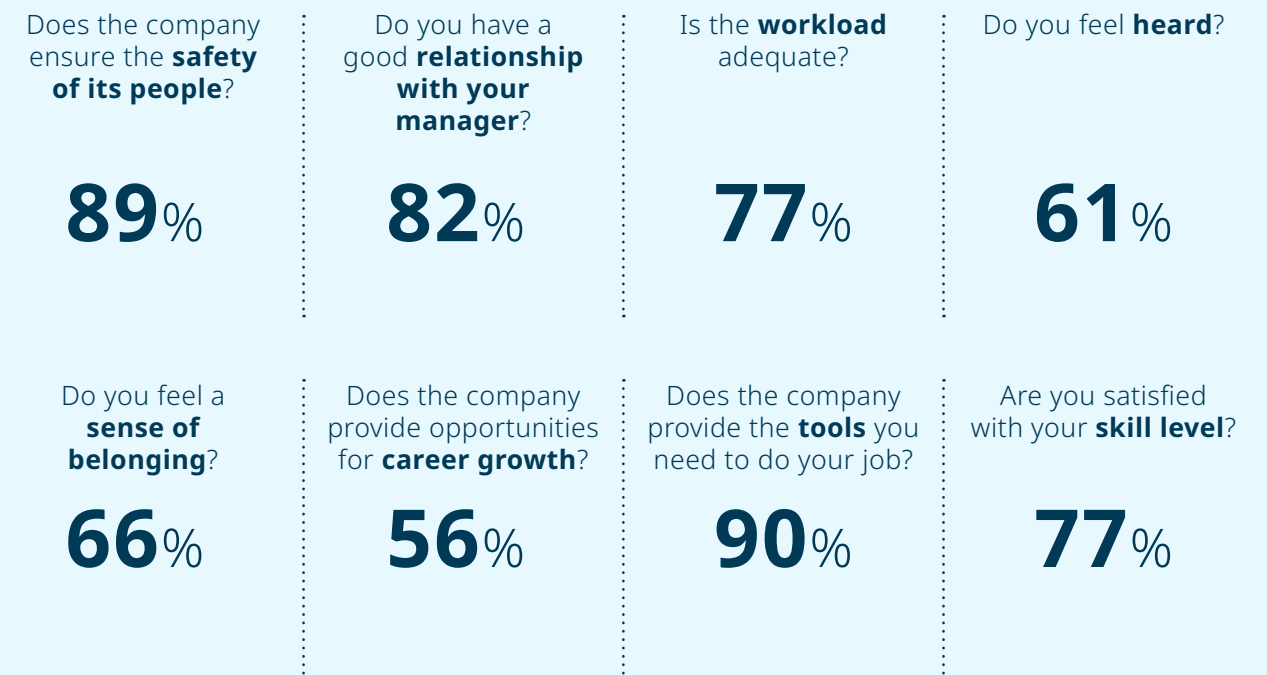 Does the company
ensure the safety
of its people?
89%
Do you have a
good relationship
with your
manager?
82%
Is the workload
adequate?
77%
Do you feel heard?
61%
Do you feel a
sense of
belonging?
66%
Does the company
provide opportunities
for career growth?
56%
Does the company
provide the tools you
need to do your job?
90%
Are you satisfied
with your skill level?
77%